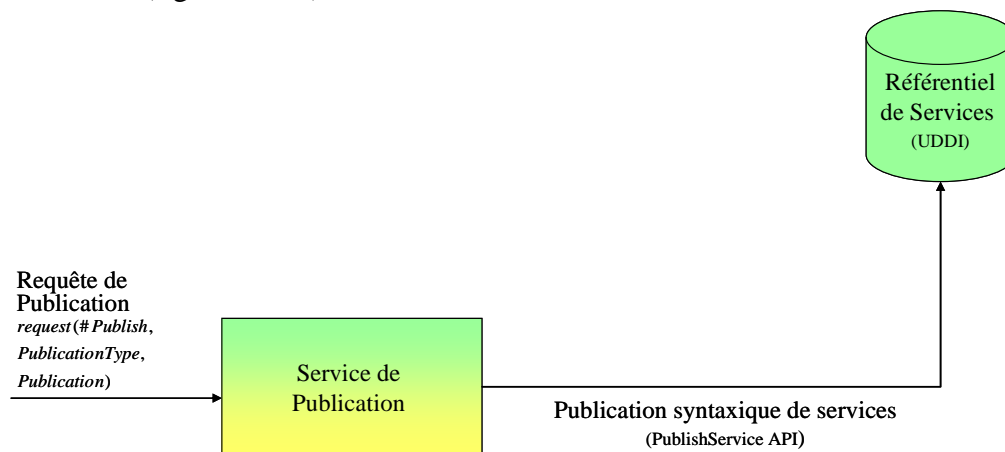 Référentiel
de Services
(UDDI)
Requête de
Publication
request(# Publish,
PublicationType,
Publication)
Service de
Publication
Publication syntaxique de services
(PublishService API)